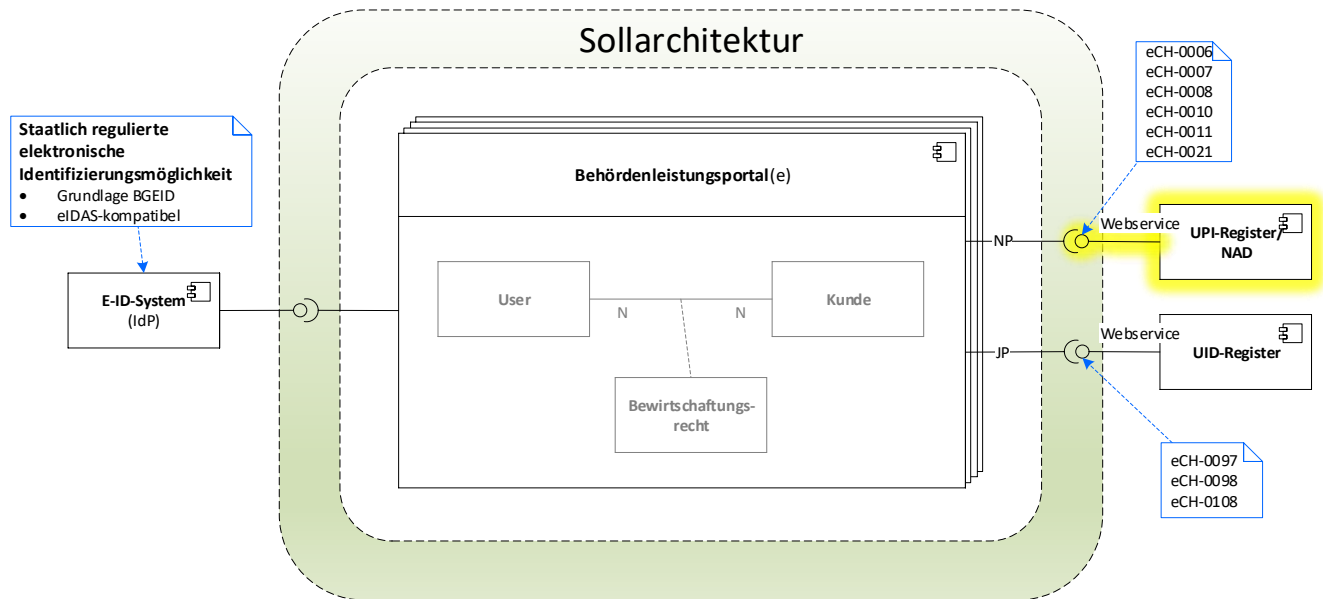 Sollarchitektur
Staatlich regulierte
elektronische
Identifizierungsmöglichkeit
• Grundlage BGEID
• eIDAS-kompatibel
E-ID-System
(IdP)
Behördenleistungsportal(e)
User
N
N
Kunde
Bewirtschaftungs-
recht
NP
JP
eCH-0006
eCH-0007
eCH-0008
eCH-0010
eCH-0011
eCH-0021
Webservice
UPI-Register/
NAD
Webservice
UID-Register
eCH-0097
eCH-0098
eCH-0108